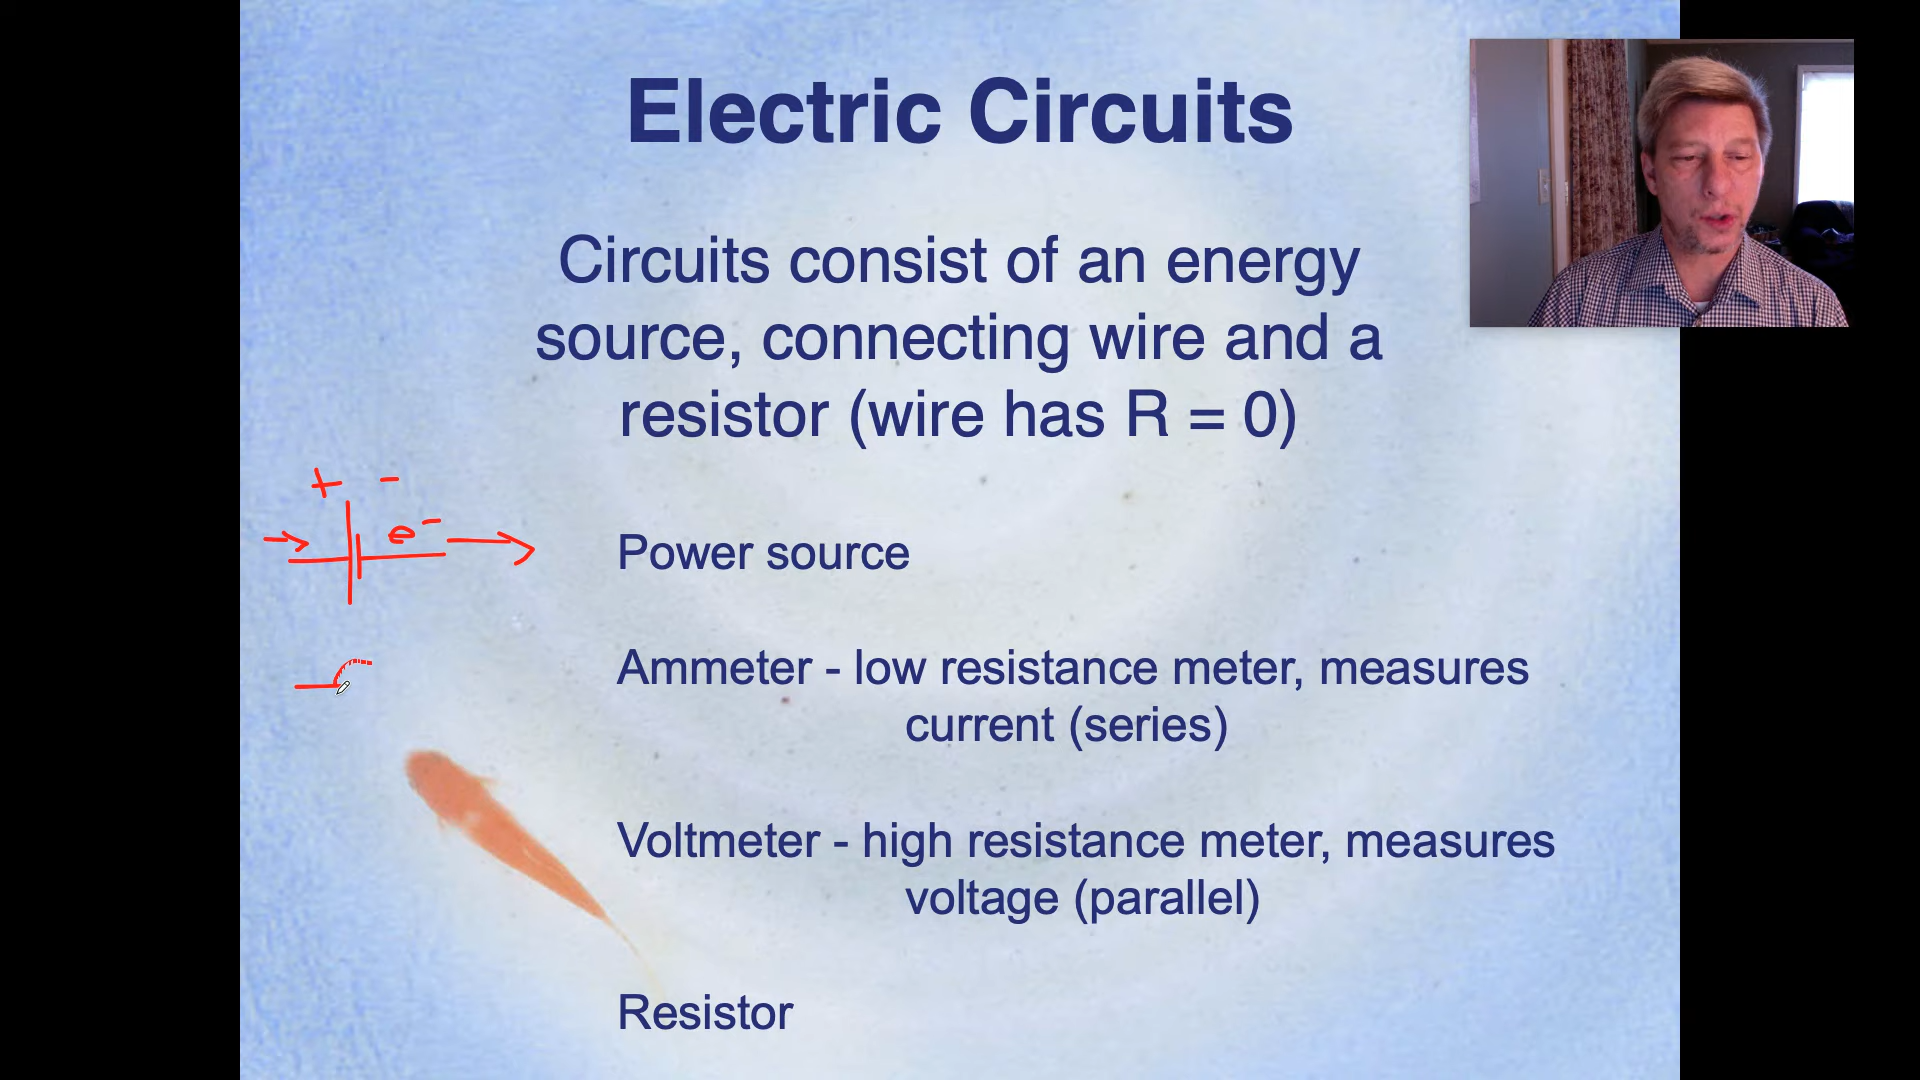 Electric Circuits
Circuits consist of an energy
source, connecting wire and a
resistor (wire has R = 0)
+ -
e-
Power source
Ammeter - low resistance meter, measures
current (series)
Voltmeter - high resistance meter, measures
voltage (parallel)
Resistor